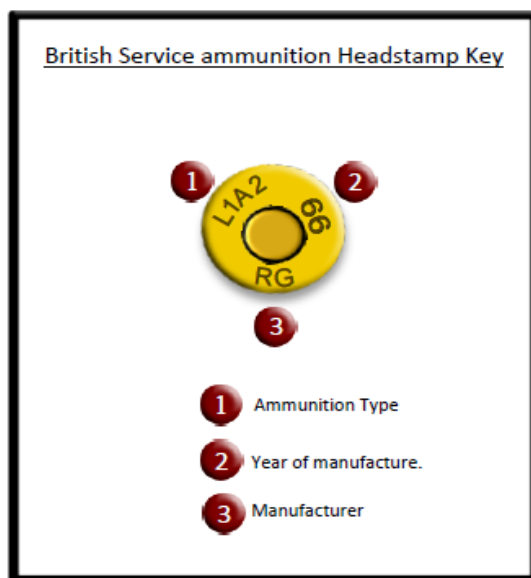 British Service ammunition Headstamp Key
1
2
L1A2
66
RG
3
1 Ammunition Type
2 Year of manufacture.
3 Manufacturer